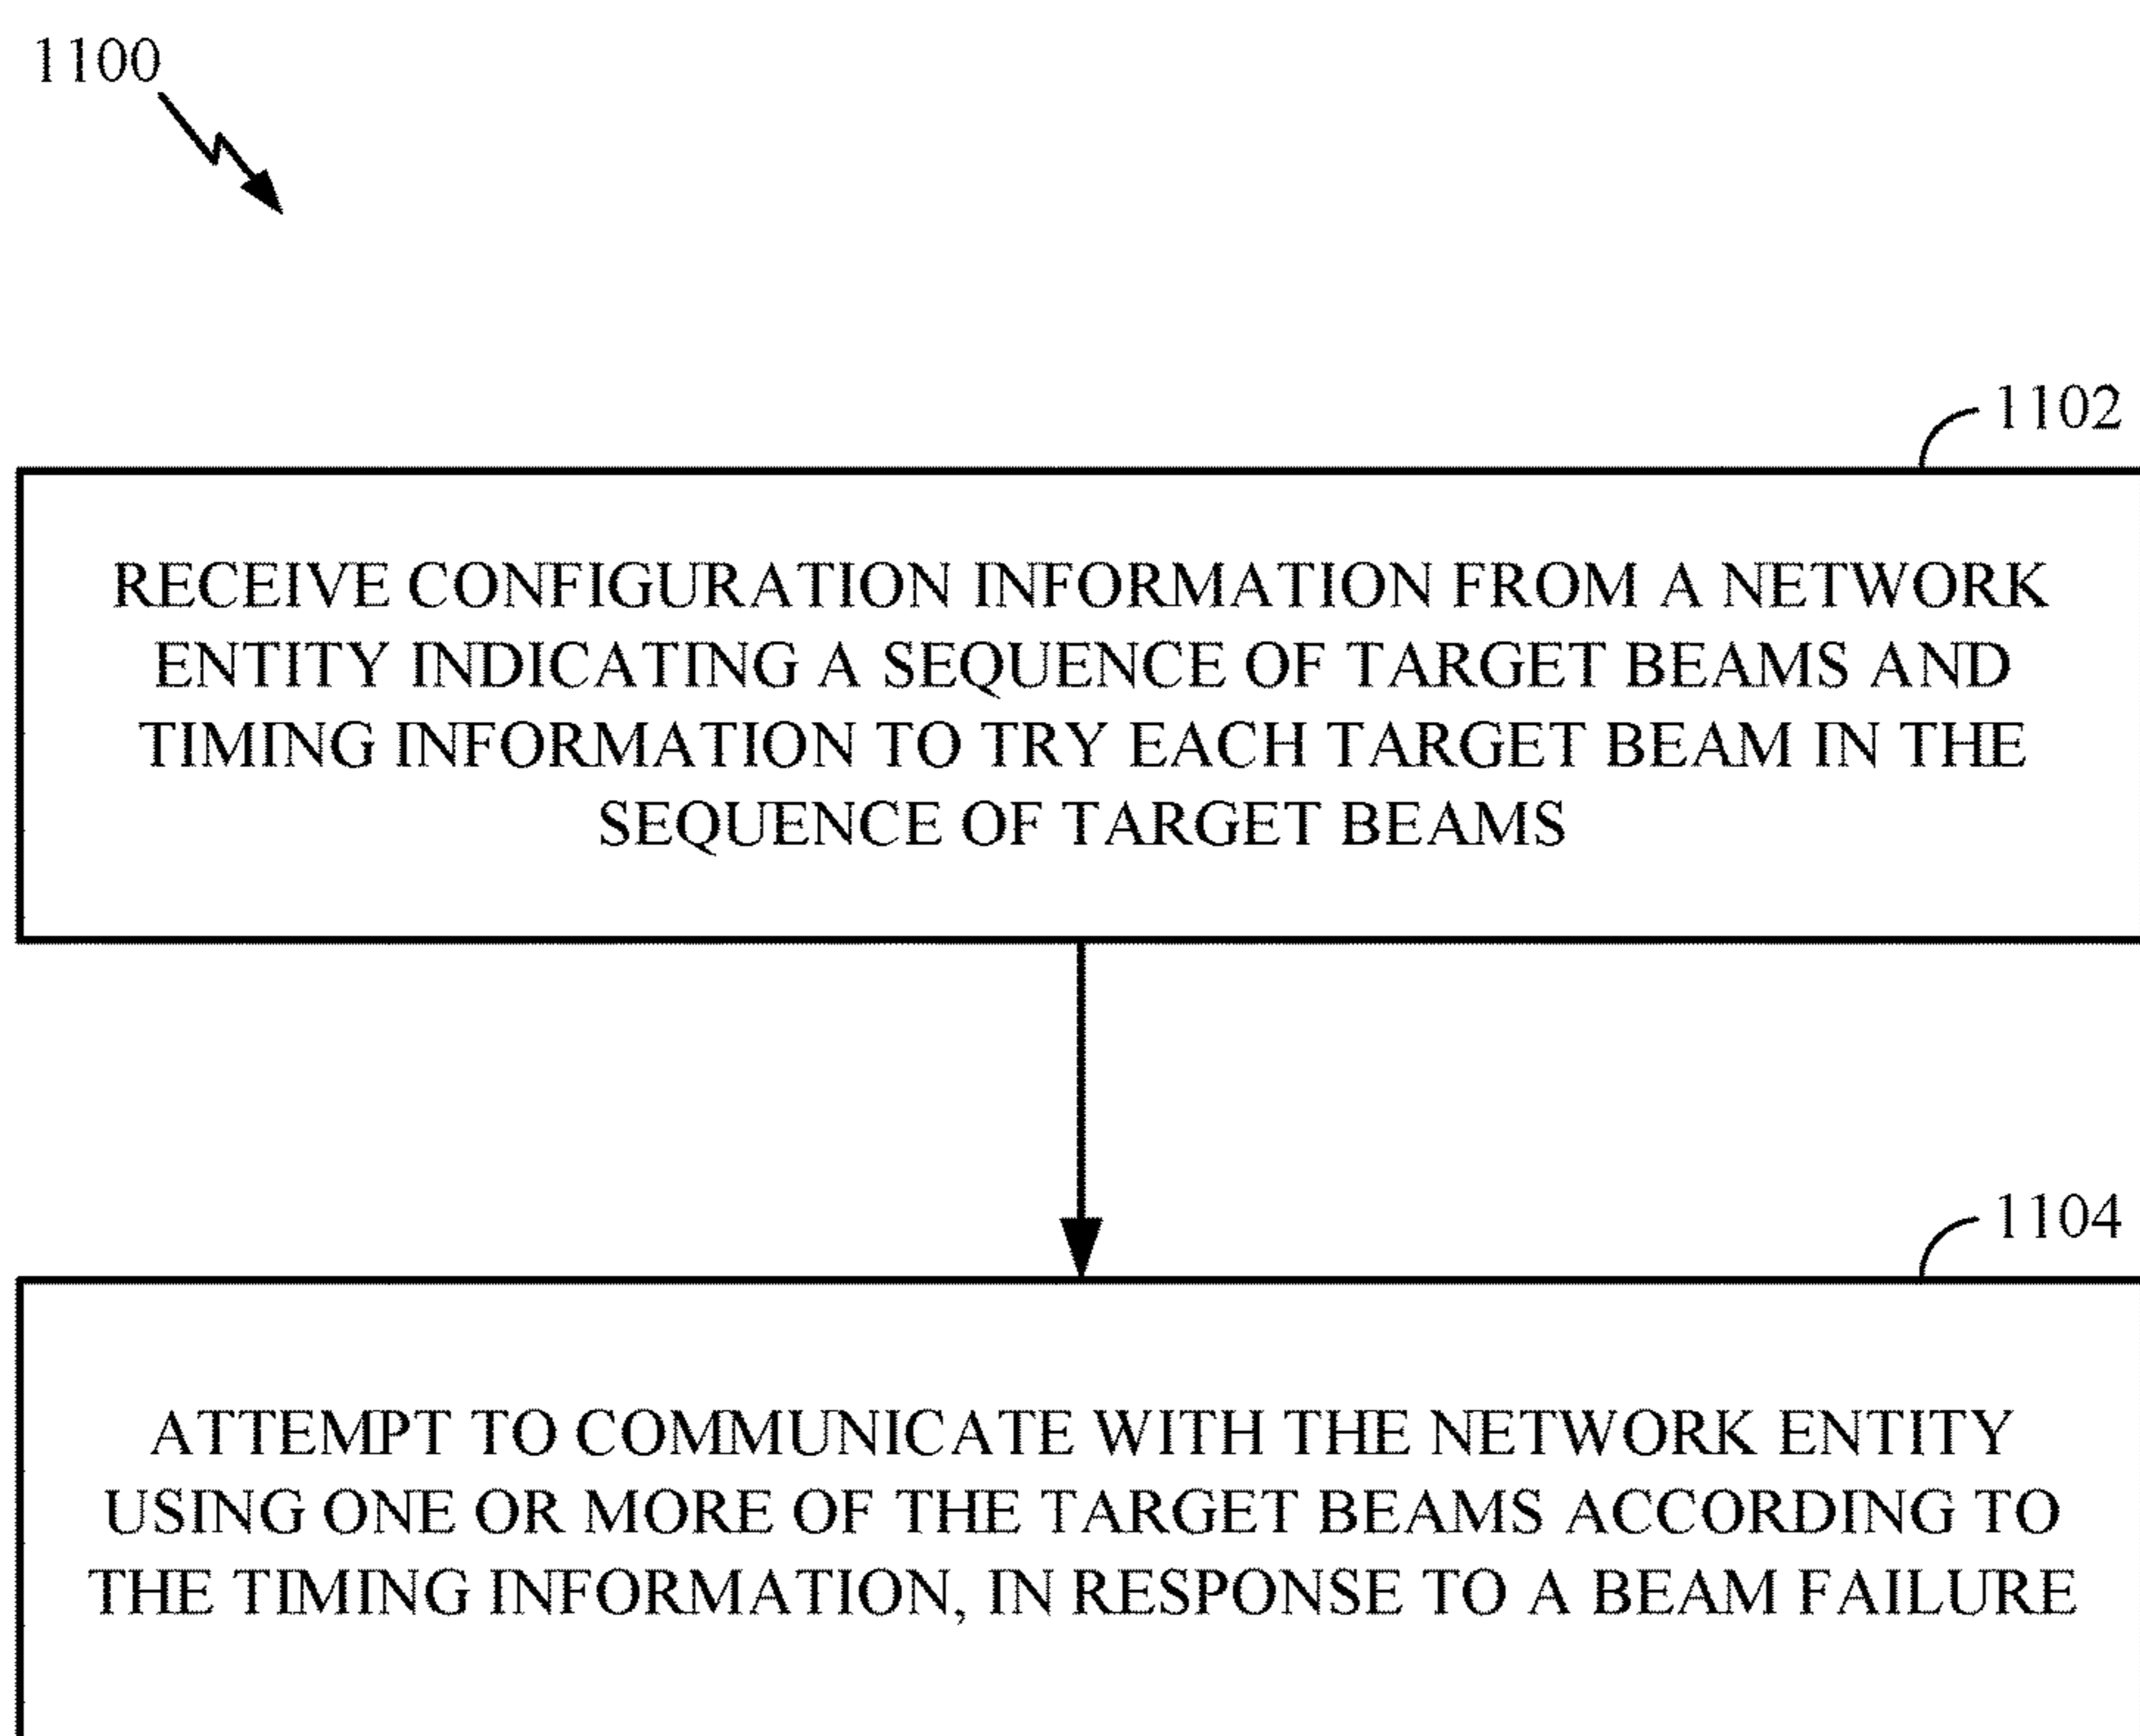 1100
1102
RECEIVE CONFIGURATION INFORMATION FROM A NETWORK
ENTITY INDICATING A SEQUENCE OF TARGET BEAMS AND
TIMING INFORMATION TO TRY EACH TARGET BEAM IN THE
SEQUENCE OF TARGET BEAMS
1104
ATTEMPT TO COMMUNICATE WITH THE NETWORK ENTITY
USING ONE OR MORE OF THE TARGET BEAMS ACCORDING TO
THE TIMING INFORMATION, IN RESPONSE TO A BEAM FAILURE